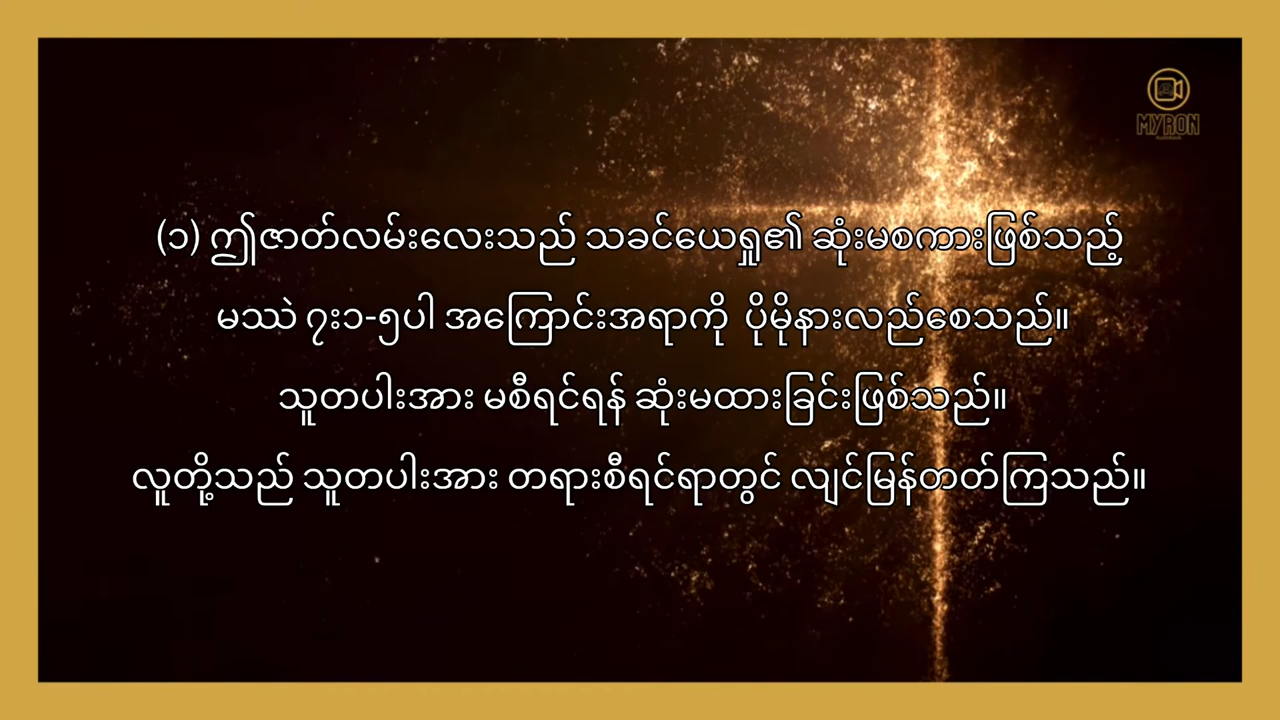 MYRON
(၁) ဤဇာတ်လမ်းလေးသည် သခင်ယေရှု၏ ဆုံးမစကားဖြစ်သည့်
မဿဲ ၇း၁-၅ပါ အကြောင်းအရာကို ပိုမိုနားလည်စေသည်။
သူတပါးအား မစီရင်ရန် ဆုံးမထားခြင်းဖြစ်သည်။
လူတို့သည် သူတပါးအား တရားစီရင်ရာတွင် လျင်မြန်တတ်ကြသည်။